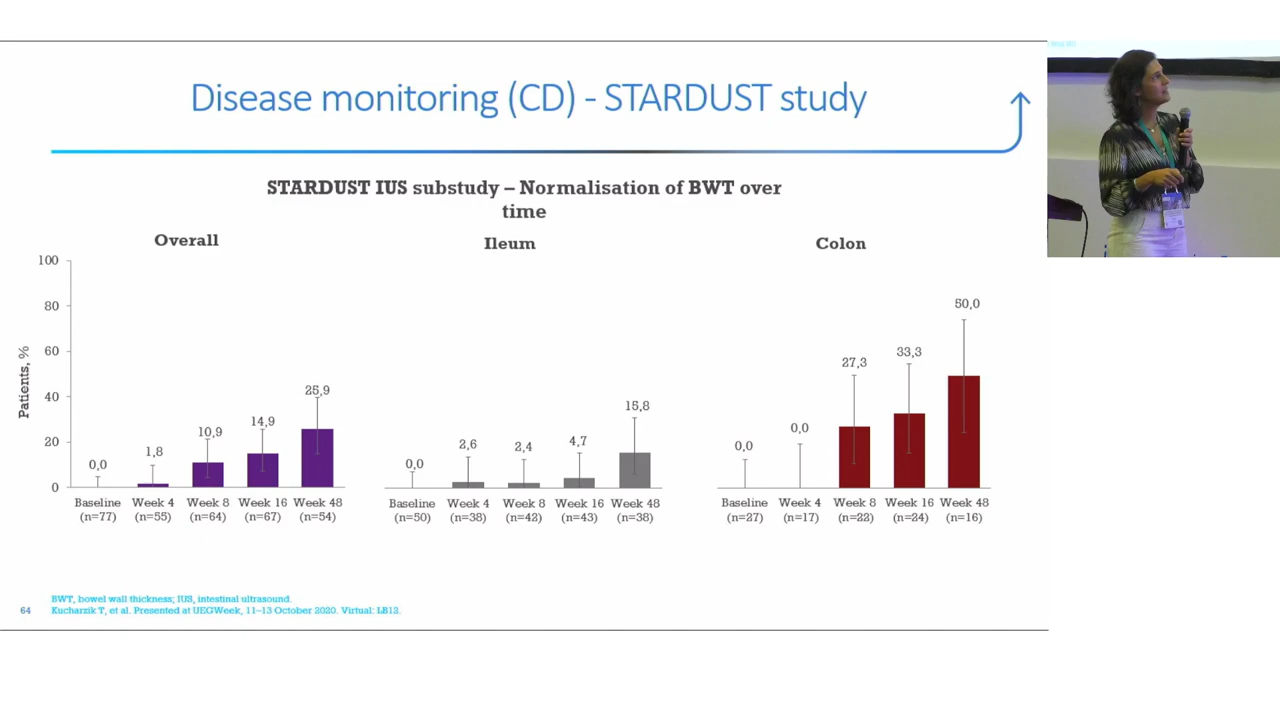 Disease monitoring (CD) - STARDUST study
STARDUST IUS substudy – Normalisation of BWT over
time
Overall
Ileum
Colon
Patients, %
100
80
60
40
20
0
0,0
1,8
10,9
14,9
25,9
Baseline
(n=77)
Week 4
(n=55)
Week 8
(n=64)
Week 16
(n=67)
Week 48
(n=54)
0,0
2,6
2,4
4,7
15,8
Baseline
(n=50)
Week 4
(n=38)
Week 8
(n=42)
Week 16
(n=43)
Week 48
(n=38)
0,0
0,0
27,3
33,3
50,0
Baseline
(n=27)
Week 4
(n=17)
Week 8
(n=22)
Week 16
(n=24)
Week 48
(n=16)
BWT, bowel wall thickness; IUS, intestinal ultrasound.
64
Kucharzik T, et al. Presented at UEGWeek, 11–13 October 2020. Virtual: LB12.